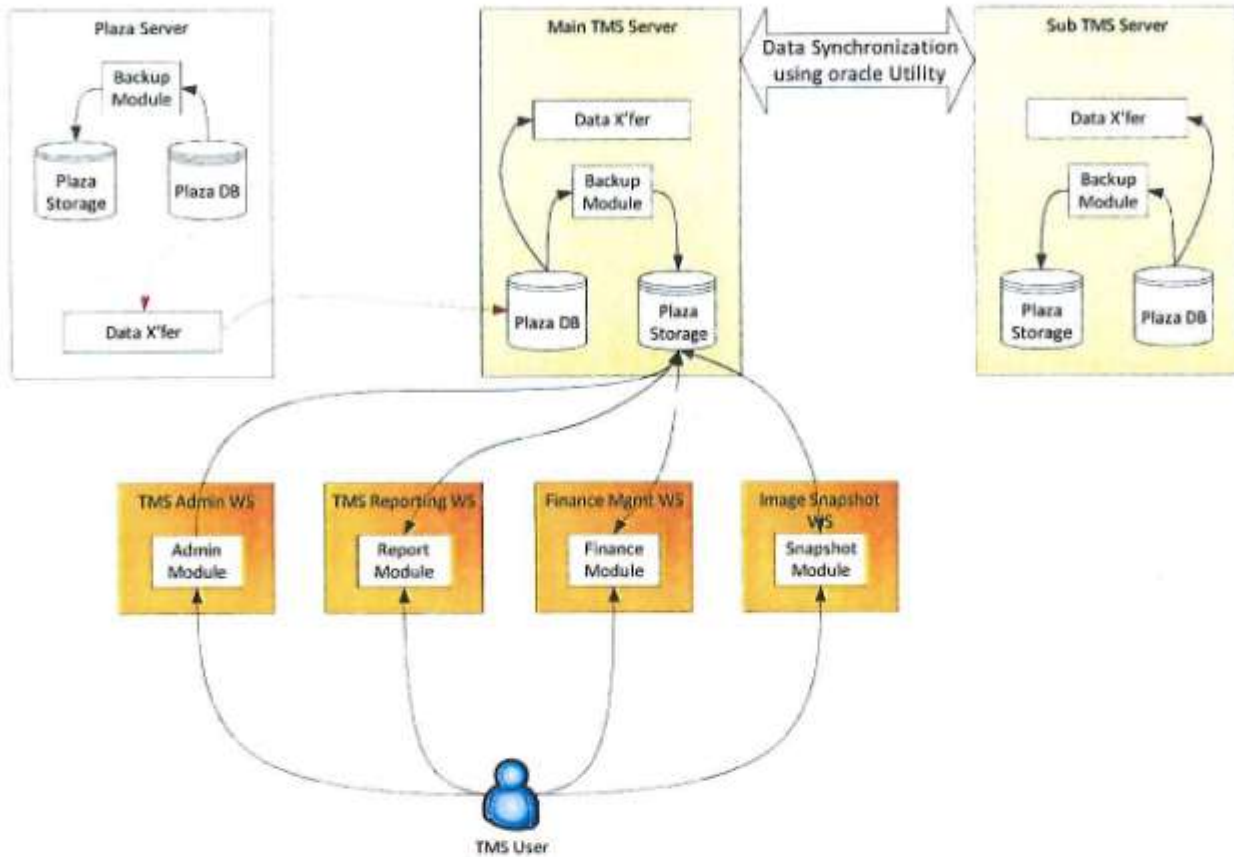 Plaza Server
Backup
Module
Plaza
Storage
Plaza DB
Data X'fer
Main TMS Server
Data X'fer
Backup
Module
Plaza DB
Plaza
Storage
Data Synchronization
using oracle Utility
Sub TMS Server
Data X'fer
Backup
Module
Plaza
Storage
Plaza DB
TMS Admin WS
Admin
Module
TMS Reporting WS
Report
Module
Finance Mgmt WS
Finance
Module
Image Snapshot
WS
Snapshot
Module
TMS User